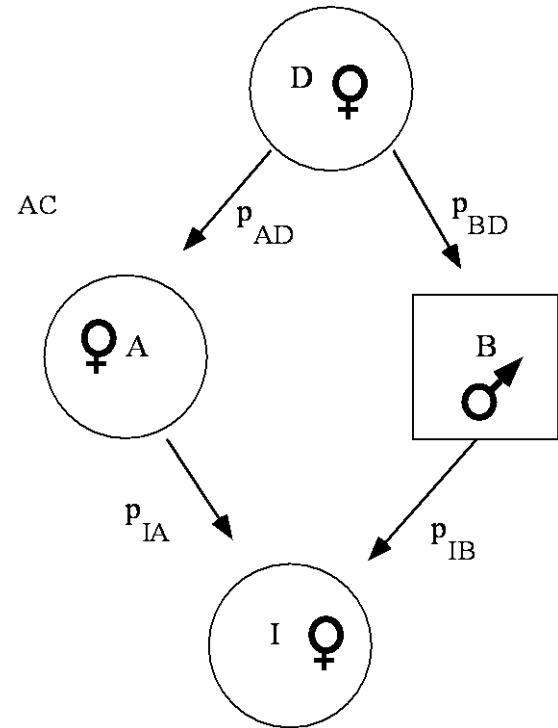 D ♀
AC
p_AD
p_BD
♀ A
B
♂
p_IA
p_IB
I ♀